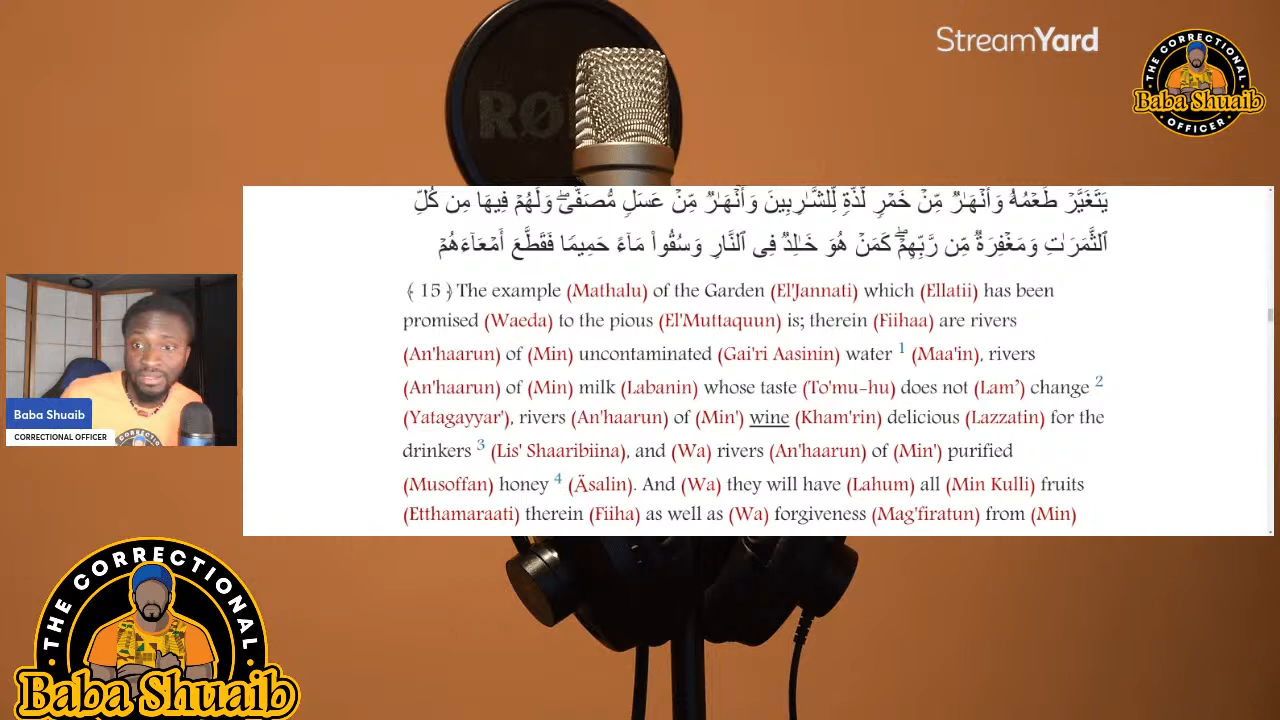 StreamYard
THE CORRECTIONAL
Baba Shuaib
OFFICER
RØ
يَتَغَيَّرْ طَعْمُهُۥ وَأَنْهَـٰرٌۭ مِّنْ خَمْرٍۢ لَّذَّةٍۢ لِّلشَّـٰرِبِينَ وَأَنْهَـٰرٌۭ مِّنْ عَسَلٍۢ مُّصَفًّۭى ۖ وَلَهُمْ فِيهَا مِن كُلِّ
ٱلثَّمَرَٰتِ وَمَغْفِرَةٌۭ مِّن رَّبِّهِمْ ۖ كَمَنْ هُوَ خَـٰلِدٌۭ فِى ٱلنَّارِ وَسُقُوا۟ مَآءً حَمِيمًۭا فَقَطَّعَ أَمْعَآءَهُمْ
﴾ 15 ﴿ The example (Mathalu) of the Garden (El'Jannati) which (Ellatii) has been
promised (Waeda) to the pious (El'Muttaquun) is; therein (Fiihaa) are rivers
(An'haarun) of (Min) uncontaminated (Gai'ri Aasinin) water 1 (Maa'in), rivers
(An'haarun) of (Min) milk (Labanin) whose taste (To'mu-hu) does not (Lam’) change 2
(Yatagayyar'), rivers (An'haarun) of (Min') wine (Kham'rin) delicious (Lazzatin) for the
drinkers 3 (Lis' Shaaribiina), and (Wa) rivers (An'haarun) of (Min') purified
(Musoffan) honey 4 (Äsalin). And (Wa) they will have (Lahum) all (Min Kulli) fruits
(Etthamaraati) therein (Fiiha) as well as (Wa) forgiveness (Mag'firatun) from (Min)
Baba Shuaib
CORRECTIONAL OFFICER
THE CORRECTIONAL
Baba Shuaib